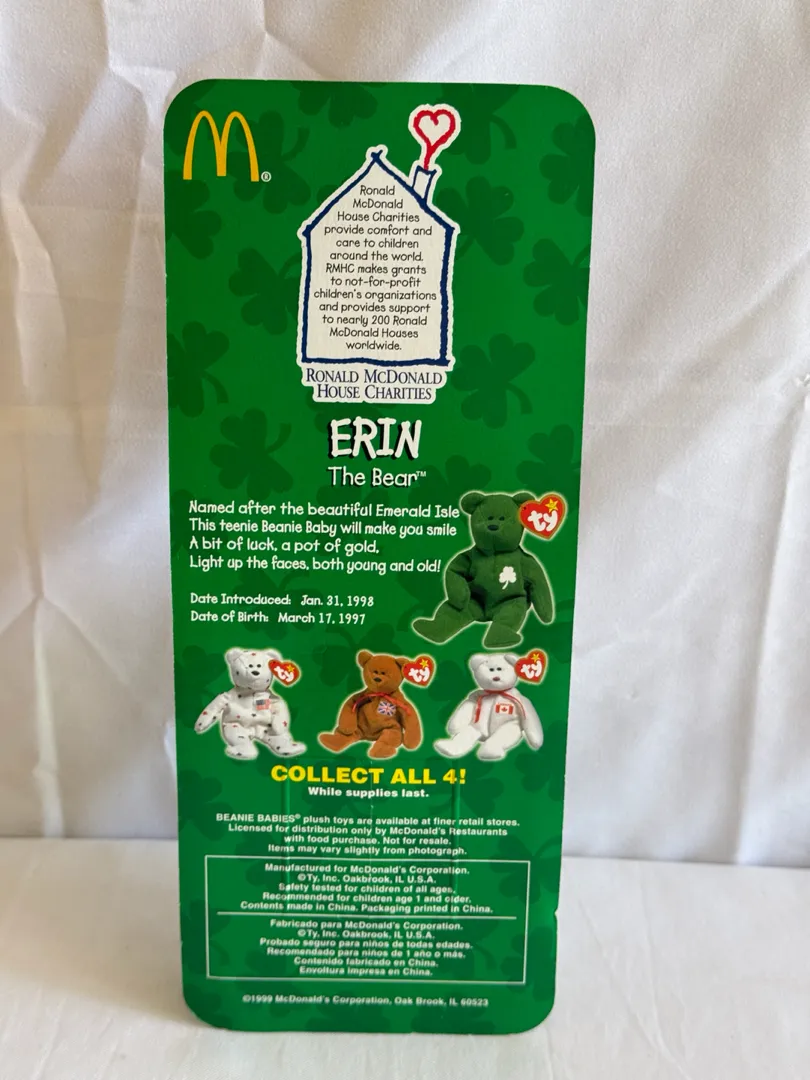 M®
Ronald
McDonald
House Charities
provide comfort and
care to children
around the world.
RMHC makes grants
to not-for-profit
children's organizations
and provides support
to nearly 200 Ronald
McDonald Houses
worldwide.
RONALD MCDONALD
HOUSE CHARITIES
ERIN
The Bear™
Named after the beautiful Emerald Isle
This teenie Beanie Baby will make you smile
A bit of luck, a pot of gold,
Light up the faces, both young and old!
ty
Date Introduced: Jan. 31, 1998
Date of Birth: March 17, 1997
ty
ty
ty
COLLECT ALL 4!
While supplies last.
BEANIE BABIES® plush toys are available at finer retail stores.
Licensed for distribution only by McDonald's Restaurants
with food purchase. Not for resale.
Items may vary slightly from photograph.
Manufactured for McDonald's Corporation.
©Ty, Inc. Oakbrook, IL U.S.A.
Safety tested for children of all ages.
Recommended for children age 1 and older.
Contents made in China. Packaging printed in China.
Fabricado para McDonald's Corporation.
©Ty, Inc. Oakbrook, IL U.S.A.
Probado seguro para niños de todas edades.
Recomendado para niños de 1 año o más.
Contenido fabricado en China.
Envoltura impresa en China.
©1999 McDonald's Corporation, Oak Brook, IL 60523